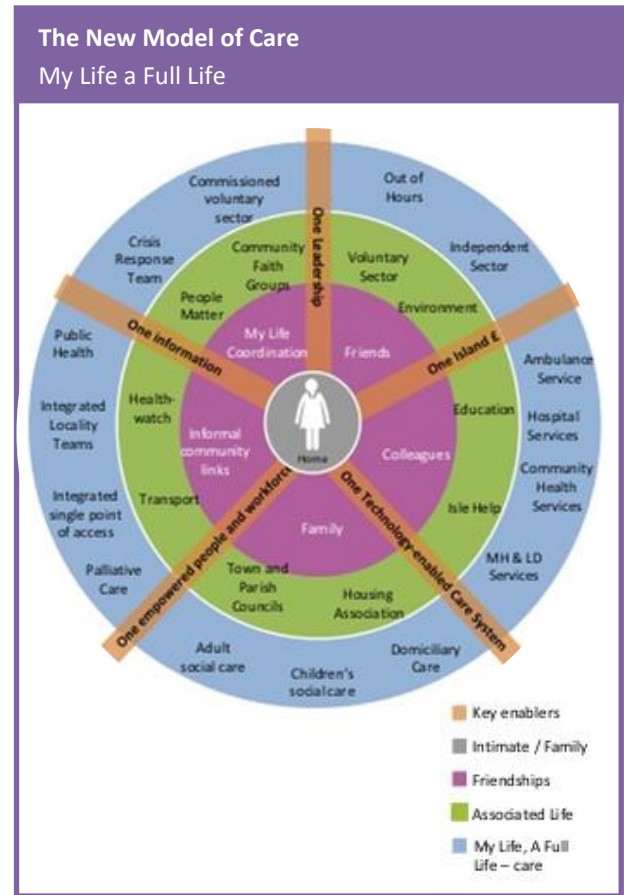 The New Model of Care
My Life a Full Life
Commissioned
voluntary
sector
Out of
Hours
Crisis
Response
Team
Independent
Sector
Community
Faith
Groups
Voluntary
Sector
People
Matter
Environment
One Leadership
One Information
One Island £
Public
Health
My Life
Coordination
Friends
Ambulance
Service
Integrated
Locality
Teams
Health-
watch
Education
Hospital
Services
Informal
community
links
Home
Colleagues
Community
Health
Services
Integrated
single point
of access
Transport
Isle Help
Family
One empowered people and workforce
One Technology-enabled Care System
MH & LD
Services
Palliative
Care
Town and
Parish
Councils
Housing
Association
Adult
social care
Children's
social care
Domiciliary
Care
Key enablers
Intimate / Family
Friendships
Associated Life
My Life, A Full
Life – care